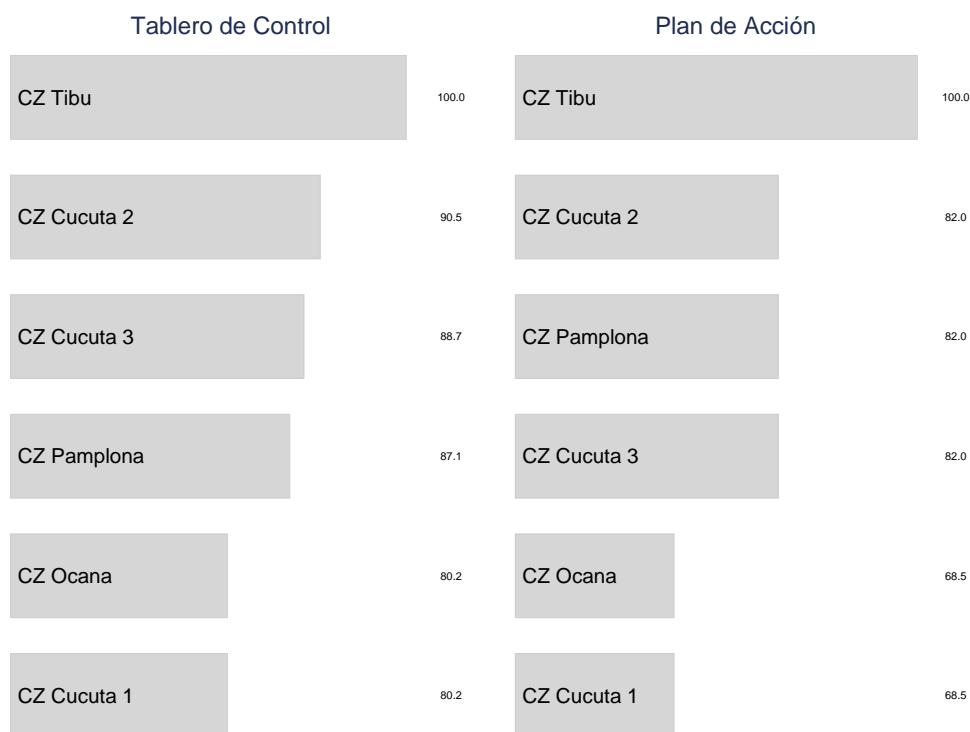 Tablero de Control
CZ Tibu 100.0
CZ Cucuta 2 90.5
CZ Cucuta 3 88.7
CZ Pamplona 87.1
CZ Ocana 80.2
CZ Cucuta 1 80.2
Plan de Acción
CZ Tibu 100.0
CZ Cucuta 2 82.0
CZ Pamplona 82.0
CZ Cucuta 3 82.0
CZ Ocana 68.5
CZ Cucuta 1 68.5